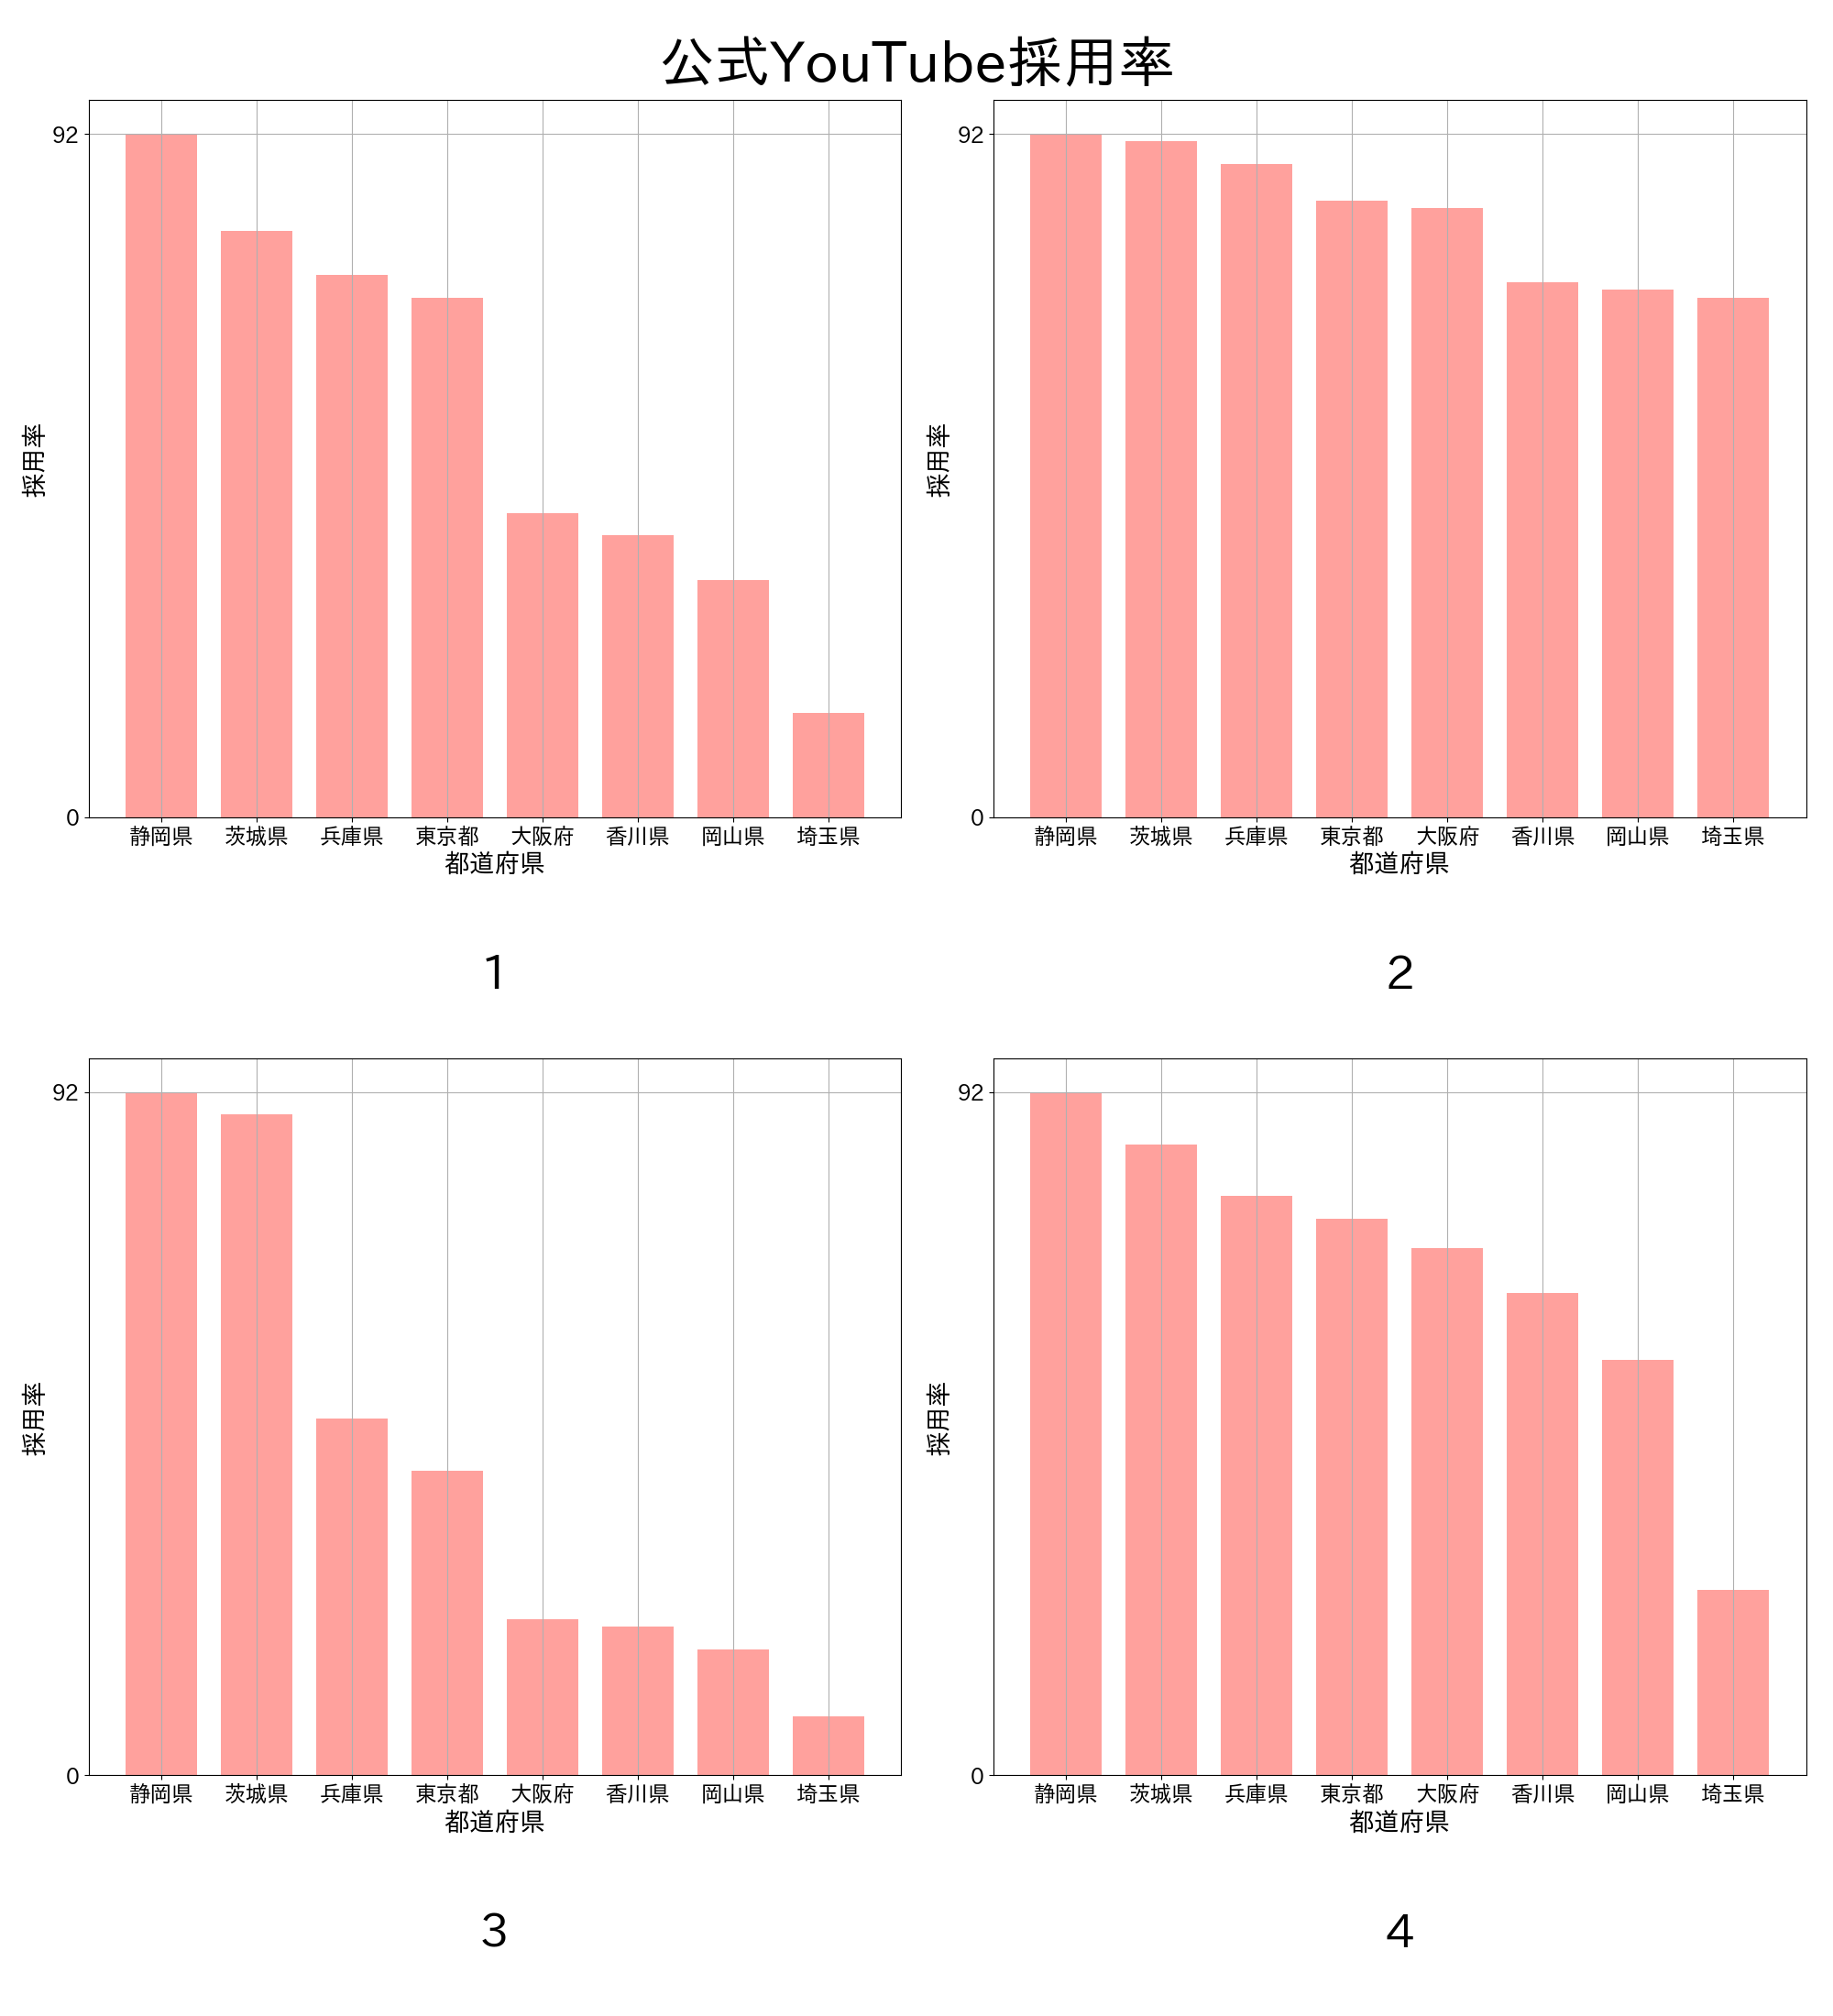 公式YouTube採用率
92
0
採用率
静岡県 茨城県 兵庫県 東京都 大阪府 香川県 岡山県 埼玉県
都道府県
1
92
0
採用率
静岡県 茨城県 兵庫県 東京都 大阪府 香川県 岡山県 埼玉県
都道府県
2
92
0
採用率
静岡県 茨城県 兵庫県 東京都 大阪府 香川県 岡山県 埼玉県
都道府県
3
92
0
採用率
静岡県 茨城県 兵庫県 東京都 大阪府 香川県 岡山県 埼玉県
都道府県
4